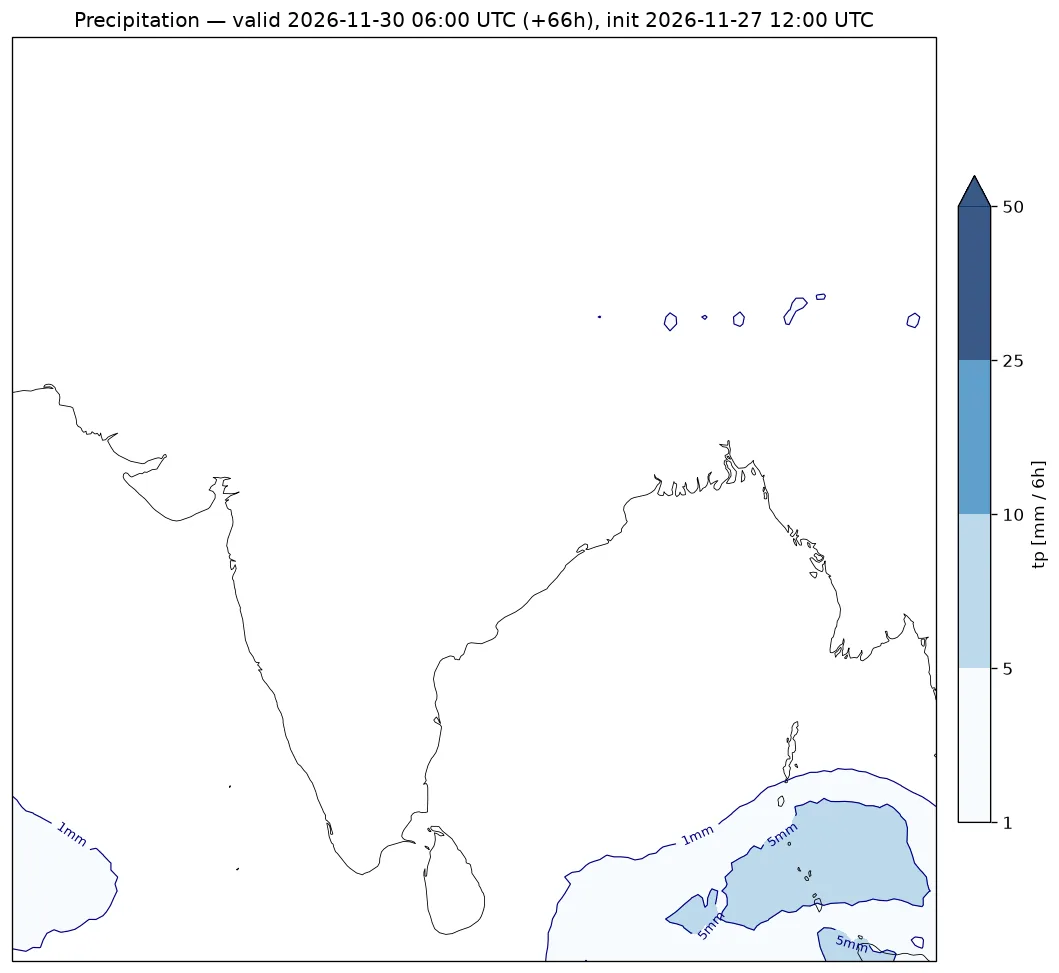 Precipitation — valid 2026-11-30 06:00 UTC (+66h), init 2026-11-27 12:00 UTC
50
25
10
5
1
tp [mm / 6h]
1mm
1mm
5mm
5mm
5mm